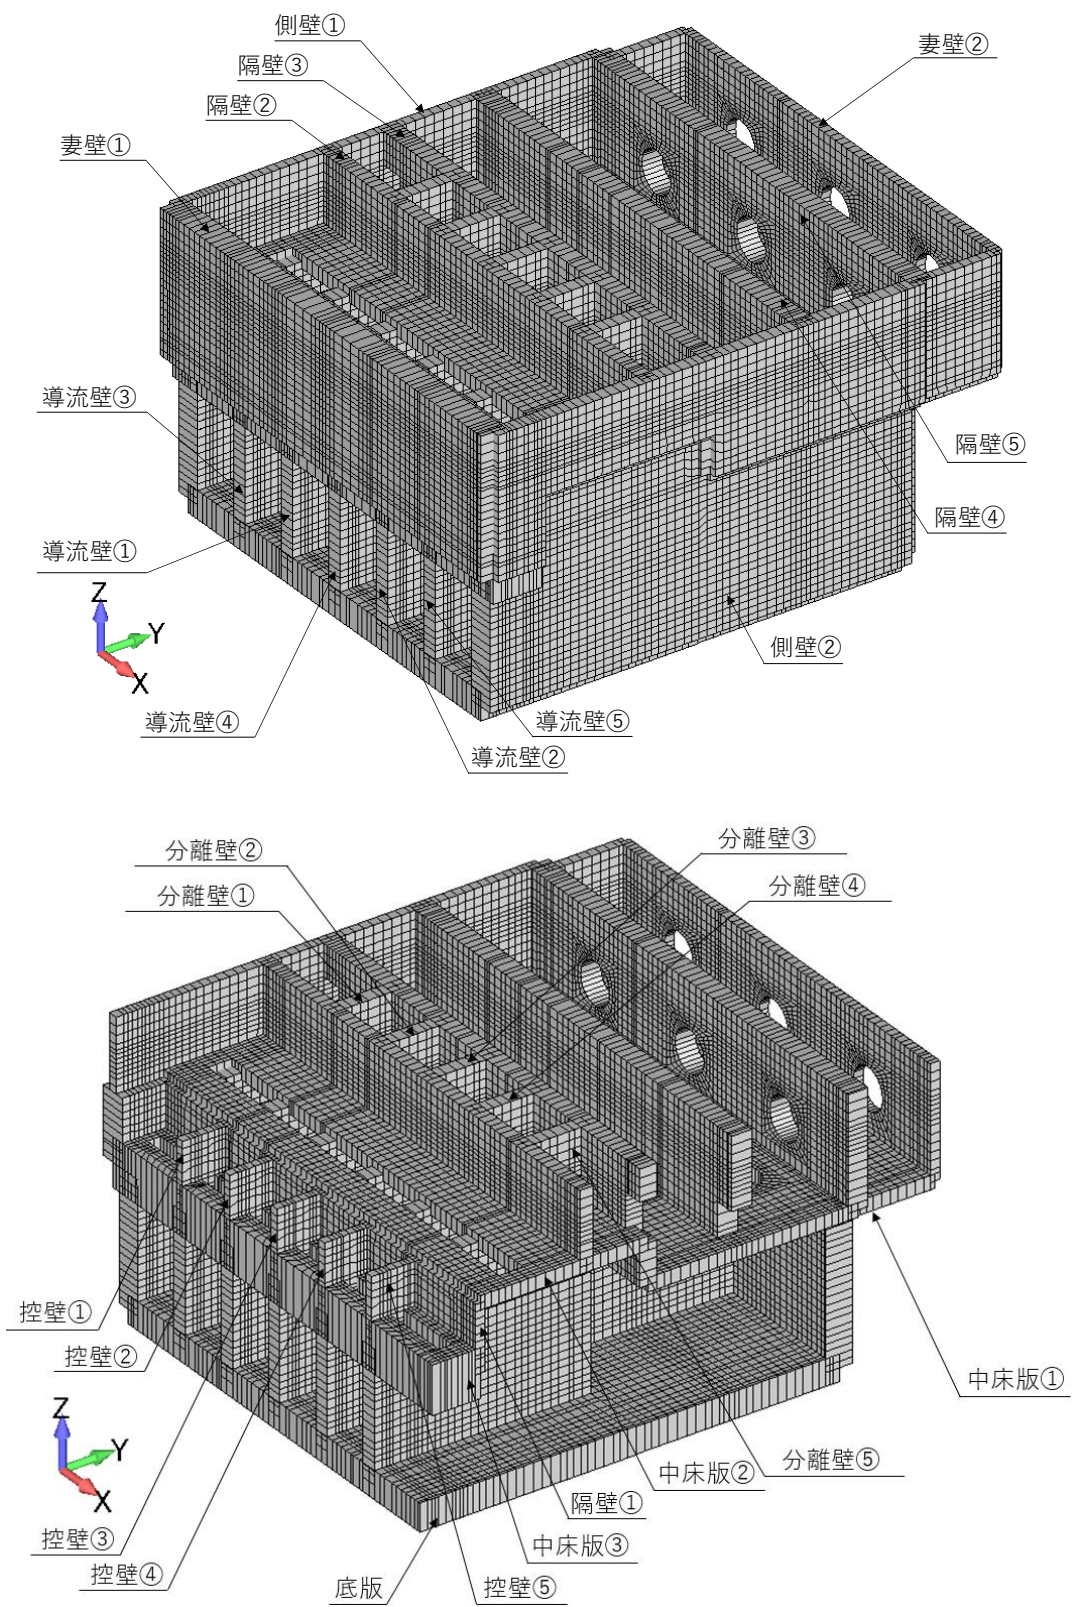 側壁①
妻壁②
隔壁③
隔壁②
妻壁①
導流壁③
隔壁⑤
隔壁④
導流壁①
Z
Y
X
側壁②
導流壁④
導流壁⑤
導流壁②
分離壁③
分離壁②
分離壁④
分離壁①
控壁①
控壁②
中床版①
Z
Y
X
分離壁⑤
中床版②
隔壁①
控壁③
中床版③
控壁④
底版
控壁⑤